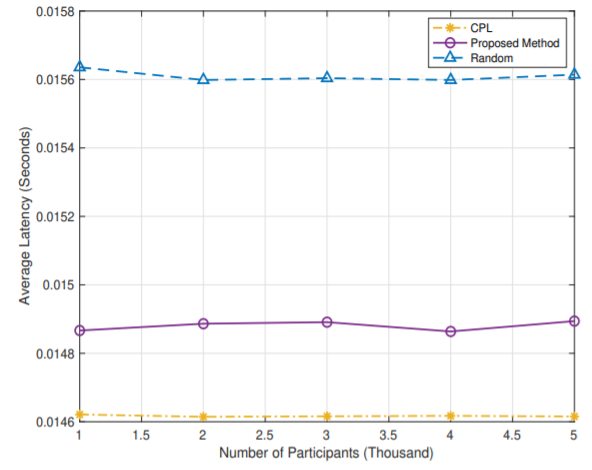 0.0158
0.0156
0.0154
0.0152
0.015
0.0148
0.0146
Average Latency (Seconds)
CPL
Proposed Method
Random
1 1.5 2 2.5 3 3.5 4 4.5 5
Number of Participants (Thousand)